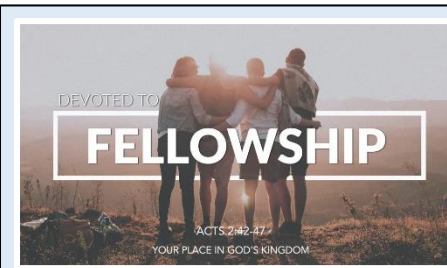 DEVOTED TO
FELLOWSHIP
ACTS 2:42-47
YOUR PLACE IN GOD'S KINGDOM